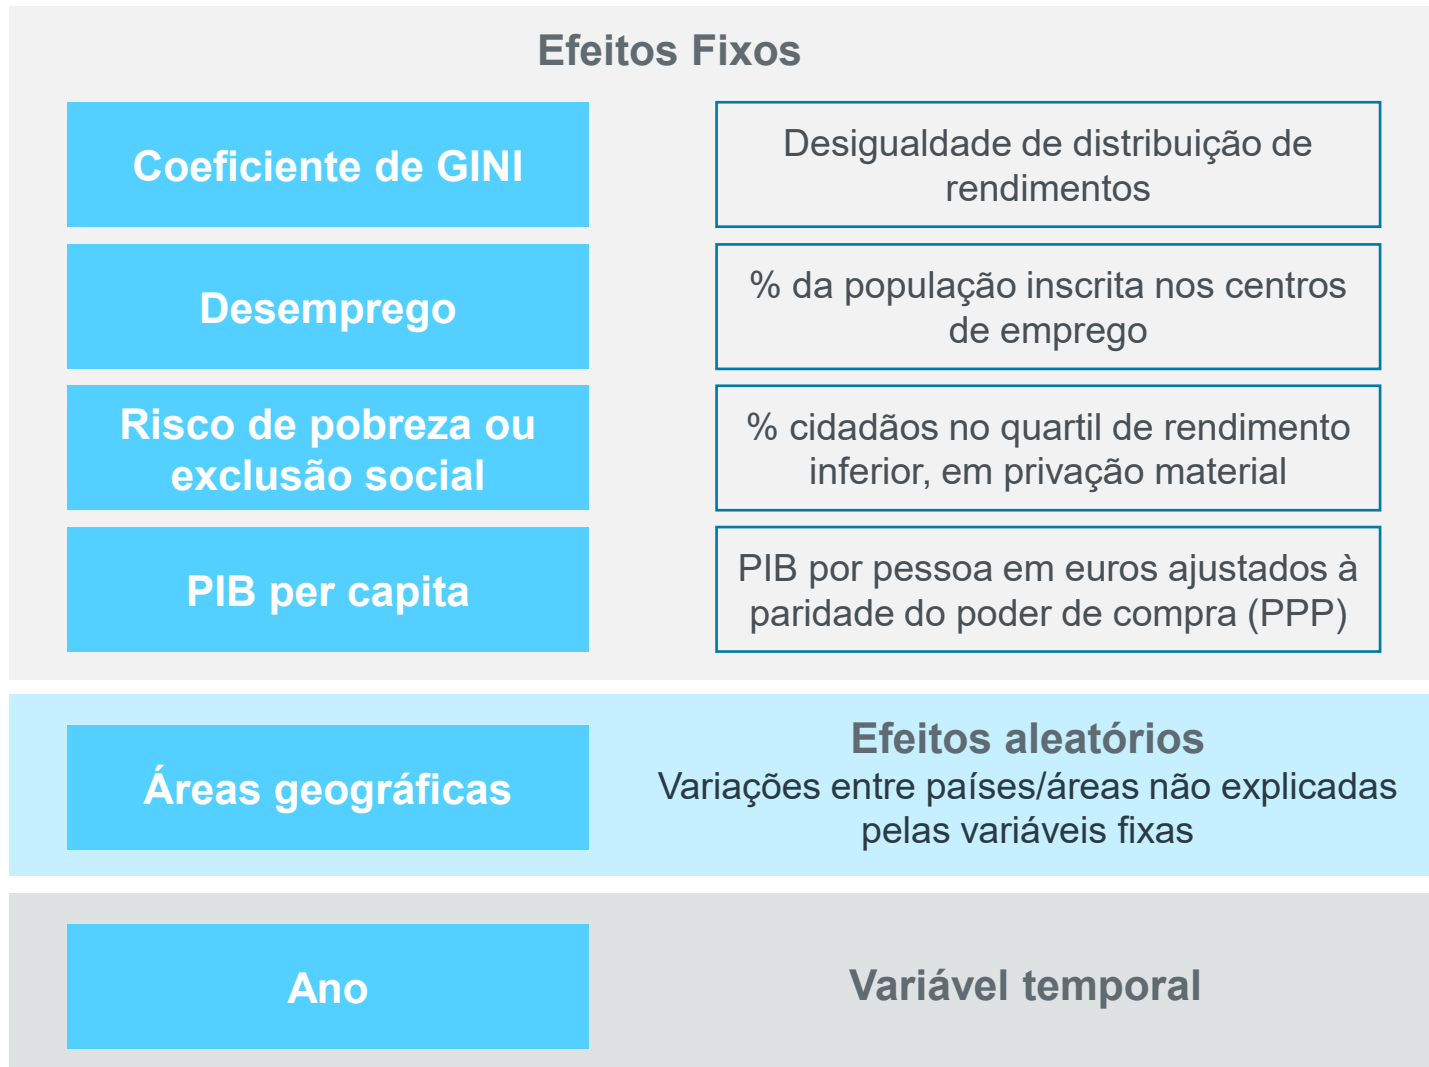 Efeitos Fixos
Coeficiente de GINI
Desigualdade de distribuição de
rendimentos
Desemprego
% da população inscrita nos centros
de emprego
Risco de pobreza ou
exclusão social
% cidadãos no quartil de rendimento
inferior, em privação material
PIB per capita
PIB por pessoa em euros ajustados à
paridade do poder de compra (PPP)
Áreas geográficas
Efeitos aleatórios
Variações entre países/áreas não explicadas
pelas variáveis fixas
Ano
Variável temporal